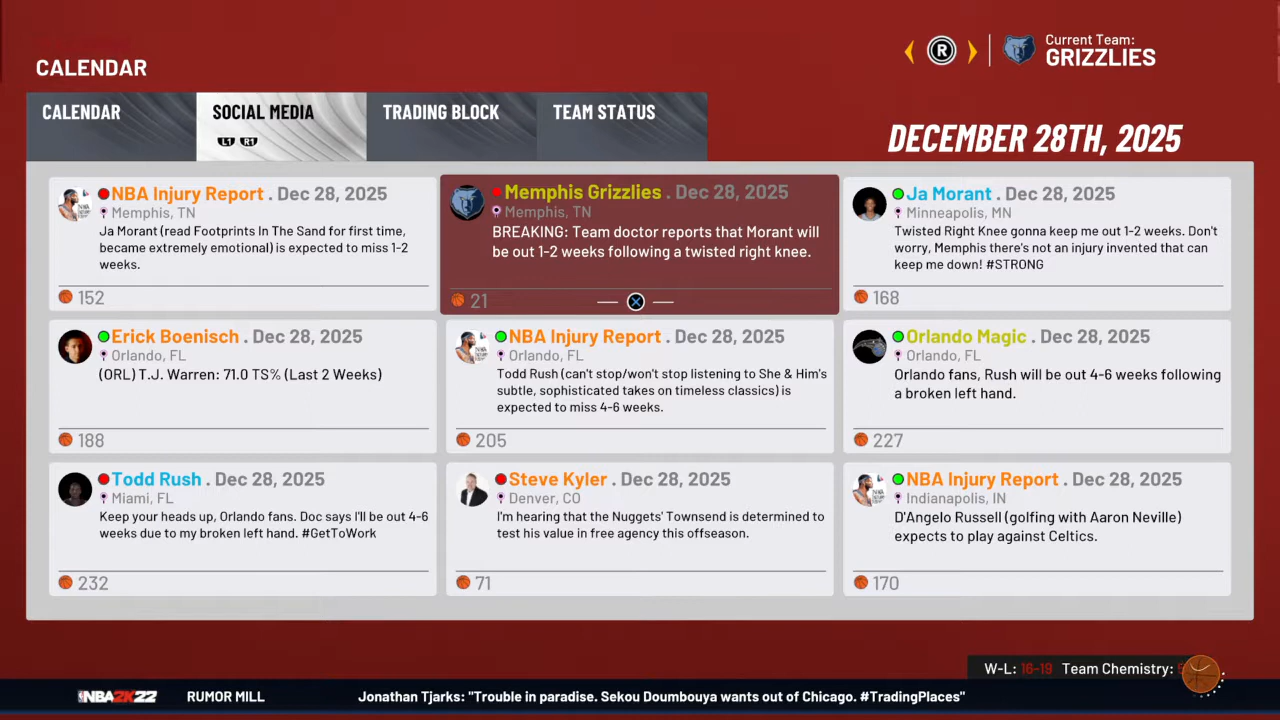 CALENDAR
R
Current Team:
GRIZZLIES
CALENDAR
SOCIAL MEDIA
L1 R1
TRADING BLOCK
TEAM STATUS
DECEMBER 28TH, 2025
NBA Injury Report . Dec 28, 2025
Memphis, TN
Ja Morant (read Footprints In The Sand for first time,
became extremely emotional) is expected to miss 1-2
weeks.
152
Memphis Grizzlies . Dec 28, 2025
Memphis, TN
BREAKING: Team doctor reports that Morant will
be out 1-2 weeks following a twisted right knee.
21
Ja Morant . Dec 28, 2025
Minneapolis, MN
Twisted Right Knee gonna keep me out 1-2 weeks. Don't
worry, Memphis there's not an injury invented that can
keep me down! #STRONG
168
Erick Boenisch . Dec 28, 2025
Orlando, FL
(ORL) T.J. Warren: 71.0 TS% (Last 2 Weeks)
188
NBA Injury Report . Dec 28, 2025
Orlando, FL
Todd Rush (can't stop/won't stop listening to She & Him's
subtle, sophisticated takes on timeless classics) is
expected to miss 4-6 weeks.
205
Orlando Magic . Dec 28, 2025
Orlando, FL
Orlando fans, Rush will be out 4-6 weeks following
a broken left hand.
227
Todd Rush . Dec 28, 2025
Miami, FL
Keep your heads up, Orlando fans. Doc says I'll be out 4-6
weeks due to my broken left hand. #GetToWork
232
Steve Kyler . Dec 28, 2025
Denver, CO
I'm hearing that the Nuggets' Townsend is determined to
test his value in free agency this offseason.
71
NBA Injury Report . Dec 28, 2025
Indianapolis, IN
D'Angelo Russell (golfing with Aaron Neville)
expects to play against Celtics.
170
W-L: 16-19 Team Chemistry:
NBA2K22 RUMOR MILL Jonathan Tjarks: "Trouble in paradise. Sekou Doumbouya wants out of Chicago. #TradingPlaces"